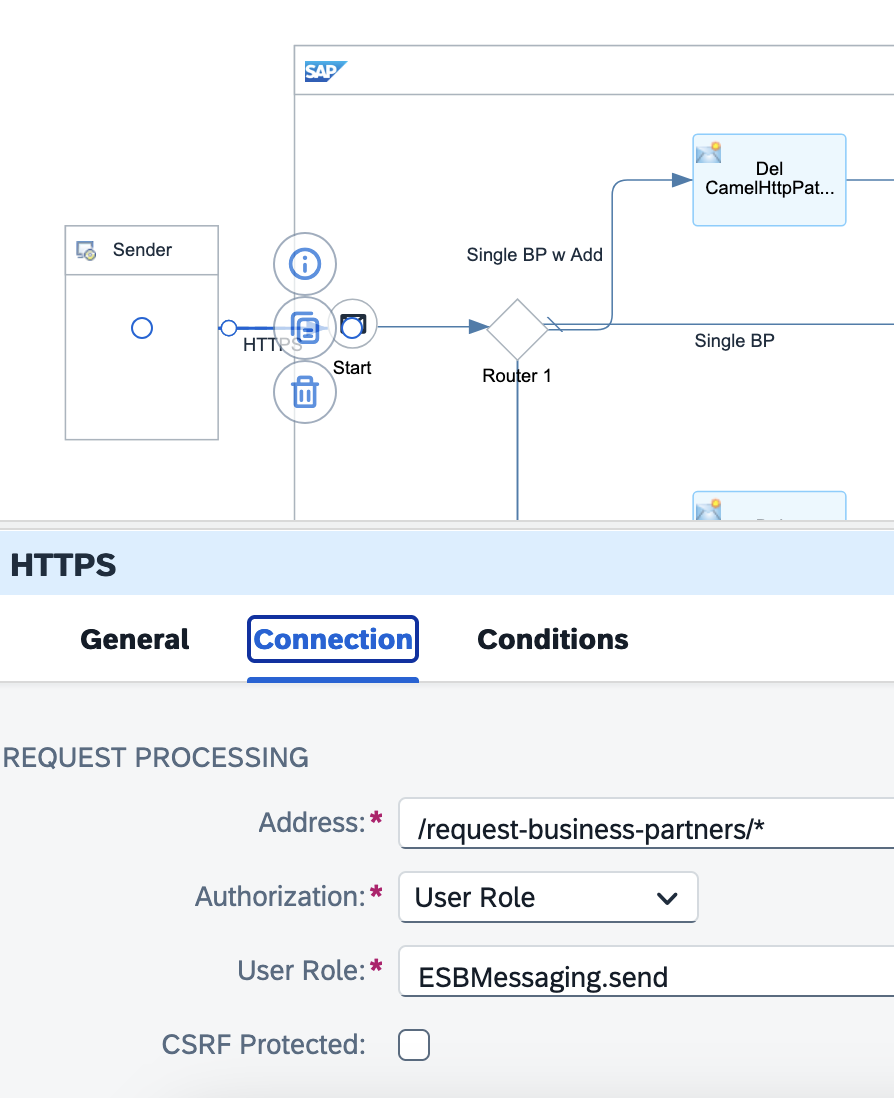 SAP
Del
CamelHttpPat...
Single BP w Add
Sender
HTTPS
Start
Single BP
Router 1
HTTPS
General
Connection
Conditions
REQUEST PROCESSING
Address:*
/request-business-partners/*
Authorization:*
User Role
User Role:*
ESBMessaging.send
CSRF Protected: